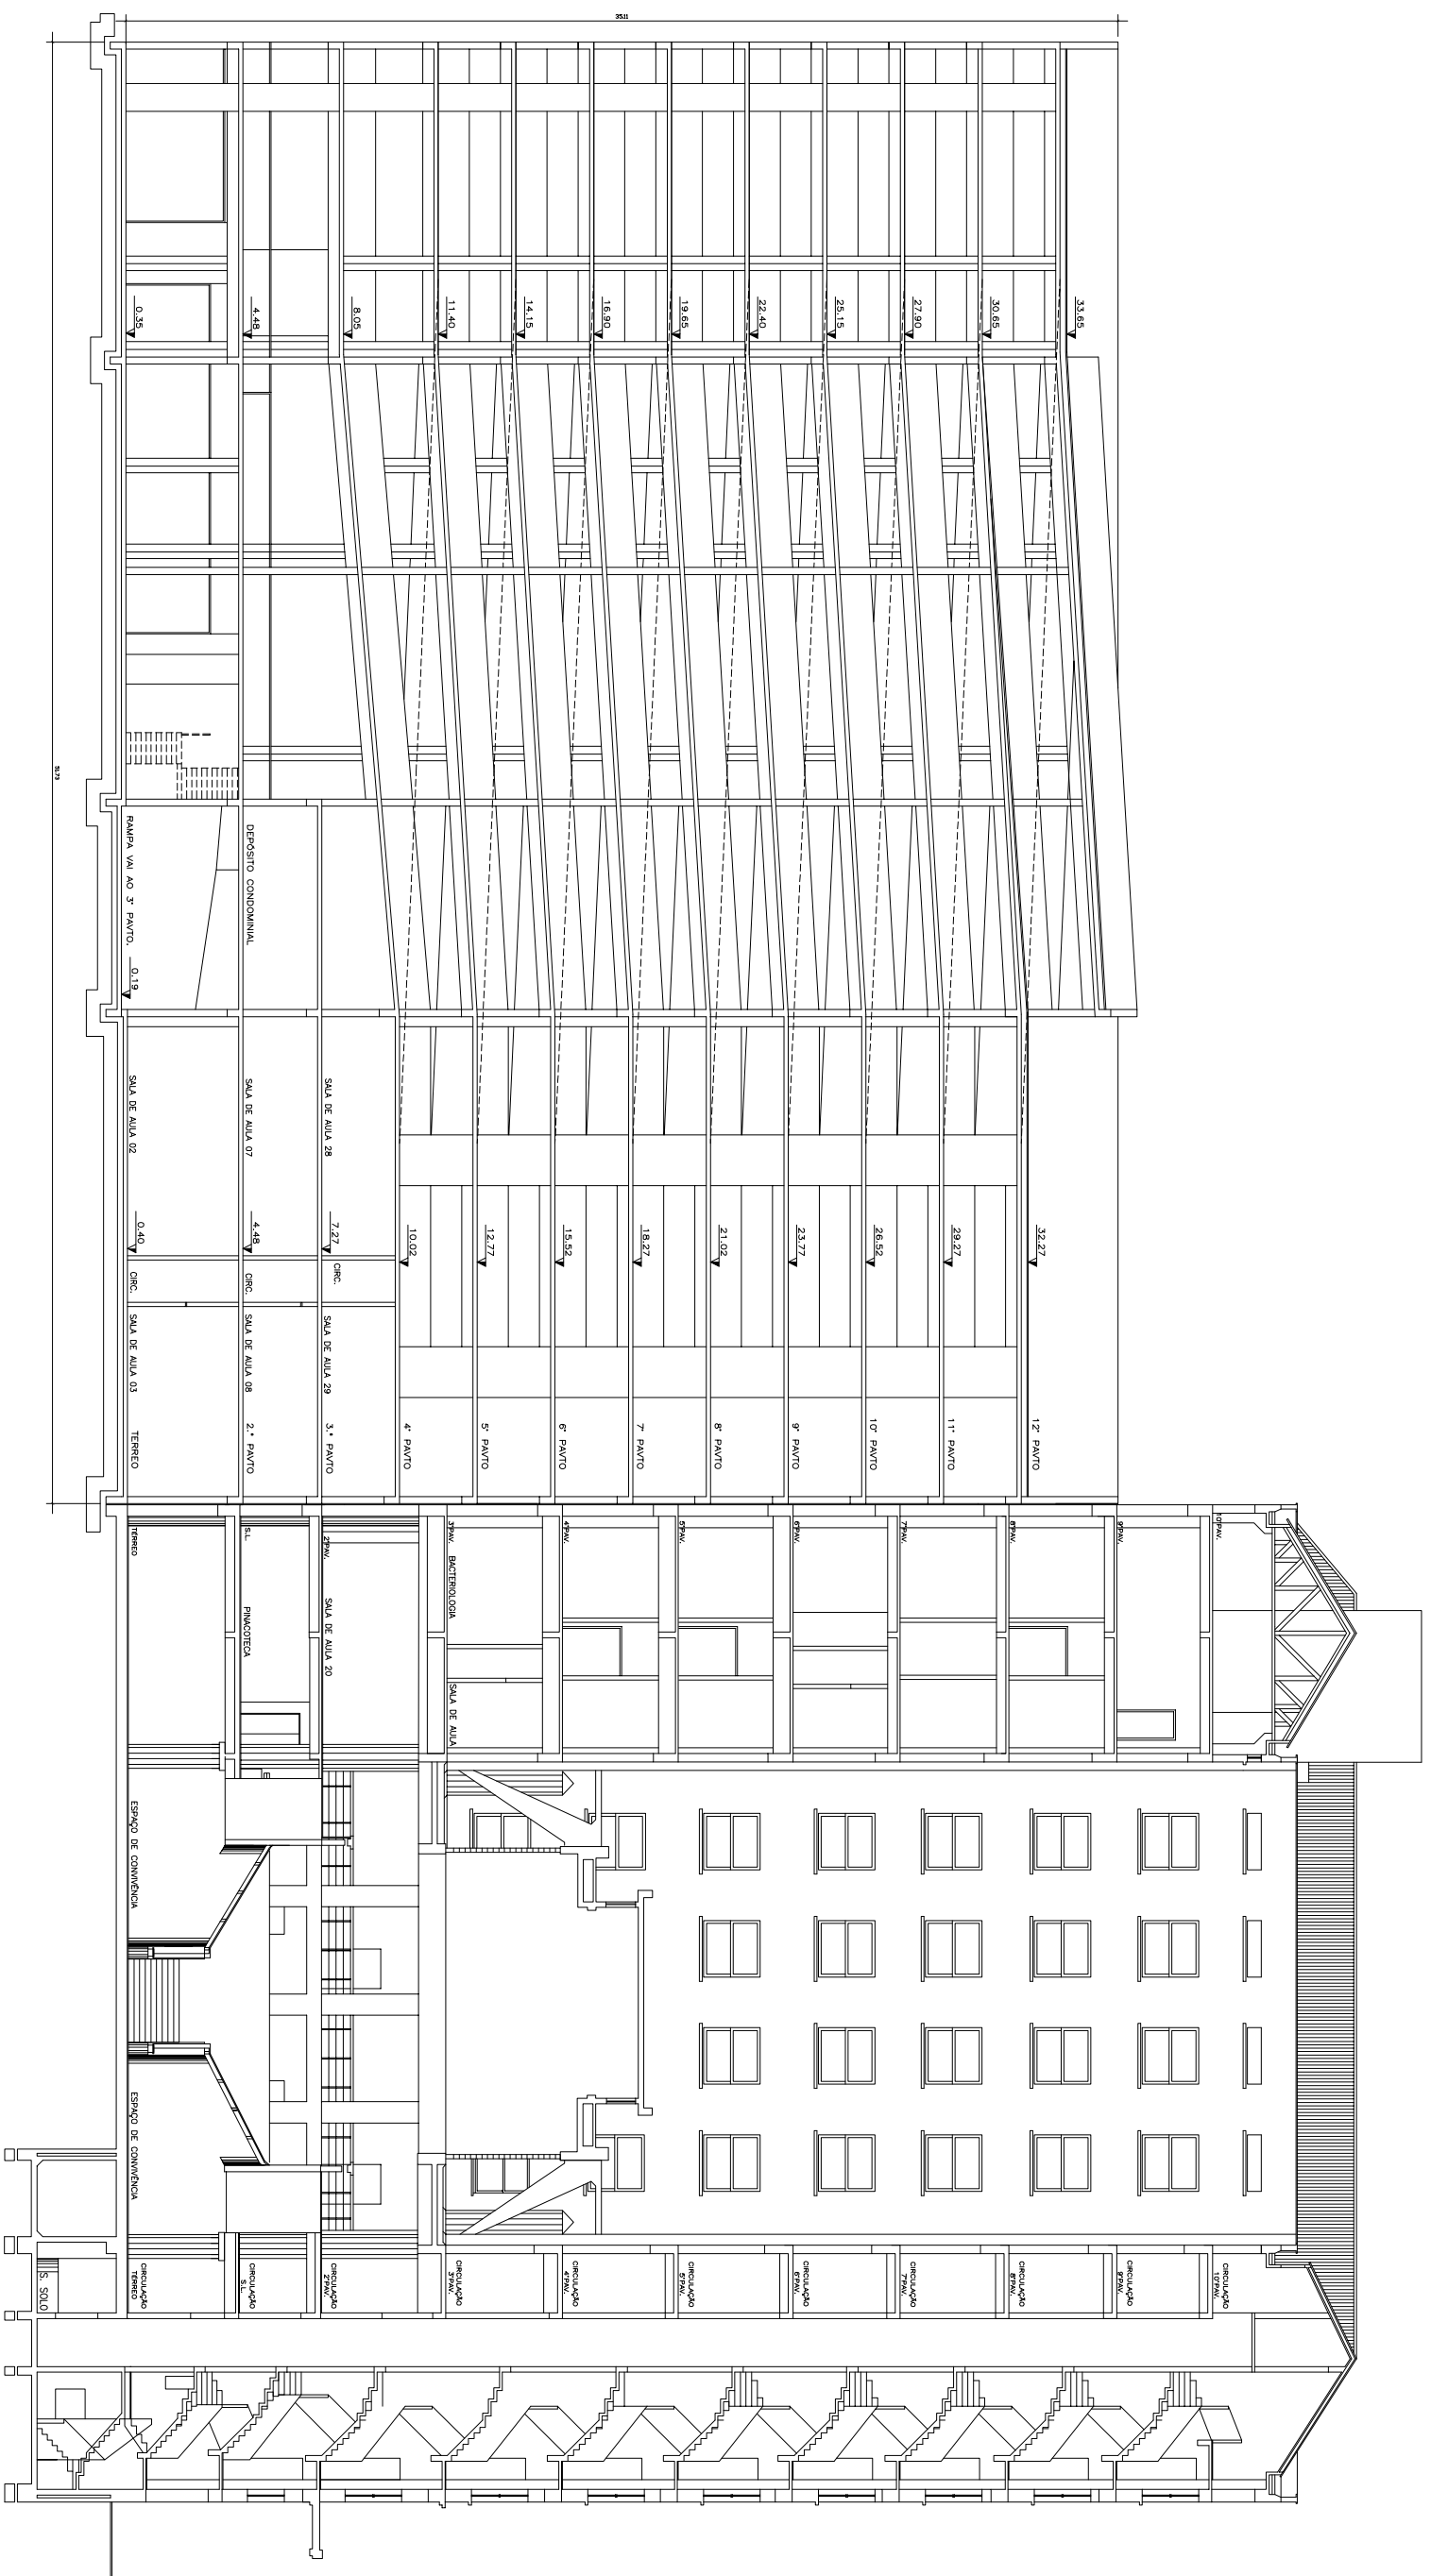 35.11
51.73
33.65
30.65
27.90
25.15
22.40
19.65
16.90
14.15
11.40
8.05
4.48
0.35
DEPÓSITO CONDOMINIAL
RAMPA VAI AO 3° PAVTO.
0.19
SALA DE AULA 28
SALA DE AULA 07
SALA DE AULA 02
32.27
29.27
26.52
23.77
21.02
18.27
15.52
12.77
10.02
7.27
4.48
0.40
CIRC.
CIRC.
CIRC.
SALA DE AULA 29
SALA DE AULA 08
SALA DE AULA 03
12° PAVTO
11° PAVTO
10° PAVTO
9° PAVTO
8° PAVTO
7° PAVTO
6° PAVTO
5° PAVTO
4° PAVTO
3.° PAVTO
2.° PAVTO
TERREO
10°PAV.
9°PAV.
8°PAV.
7°PAV.
6°PAV.
5°PAV.
4°PAV.
3°PAV. BACTERIOLOGIA
SALA DE AULA
2°PAV.
SALA DE AULA 20
S.L.
PINACOTECA
TÉRREO
ESPAÇO DE CONVIVÊNCIA
ESPAÇO DE CONVIVÊNCIA
CIRCULAÇÃO
10°PAV.
CIRCULAÇÃO
9°PAV.
CIRCULAÇÃO
8°PAV.
CIRCULAÇÃO
7°PAV.
CIRCULAÇÃO
6°PAV.
CIRCULAÇÃO
5°PAV.
CIRCULAÇÃO
4°PAV.
CIRCULAÇÃO
3°PAV.
CIRCULAÇÃO
2°PAV.
CIRCULAÇÃO
S.L.
CIRCULAÇÃO
TÉRREO
S. SOLO